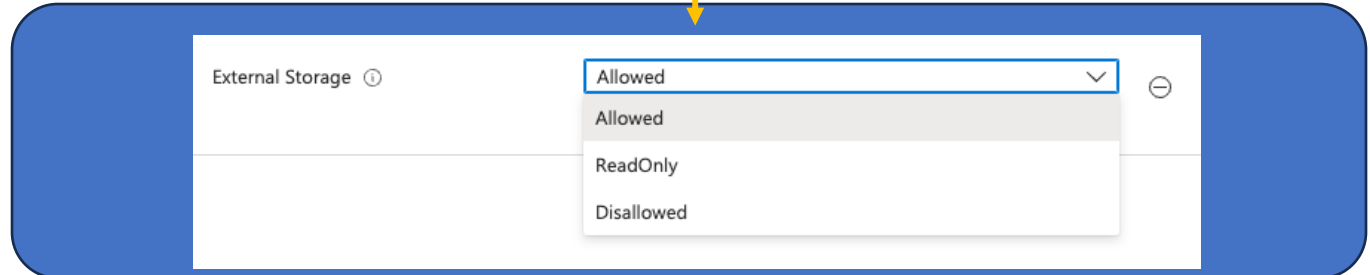 External Storage ⓘ
Allowed
Allowed
ReadOnly
Disallowed